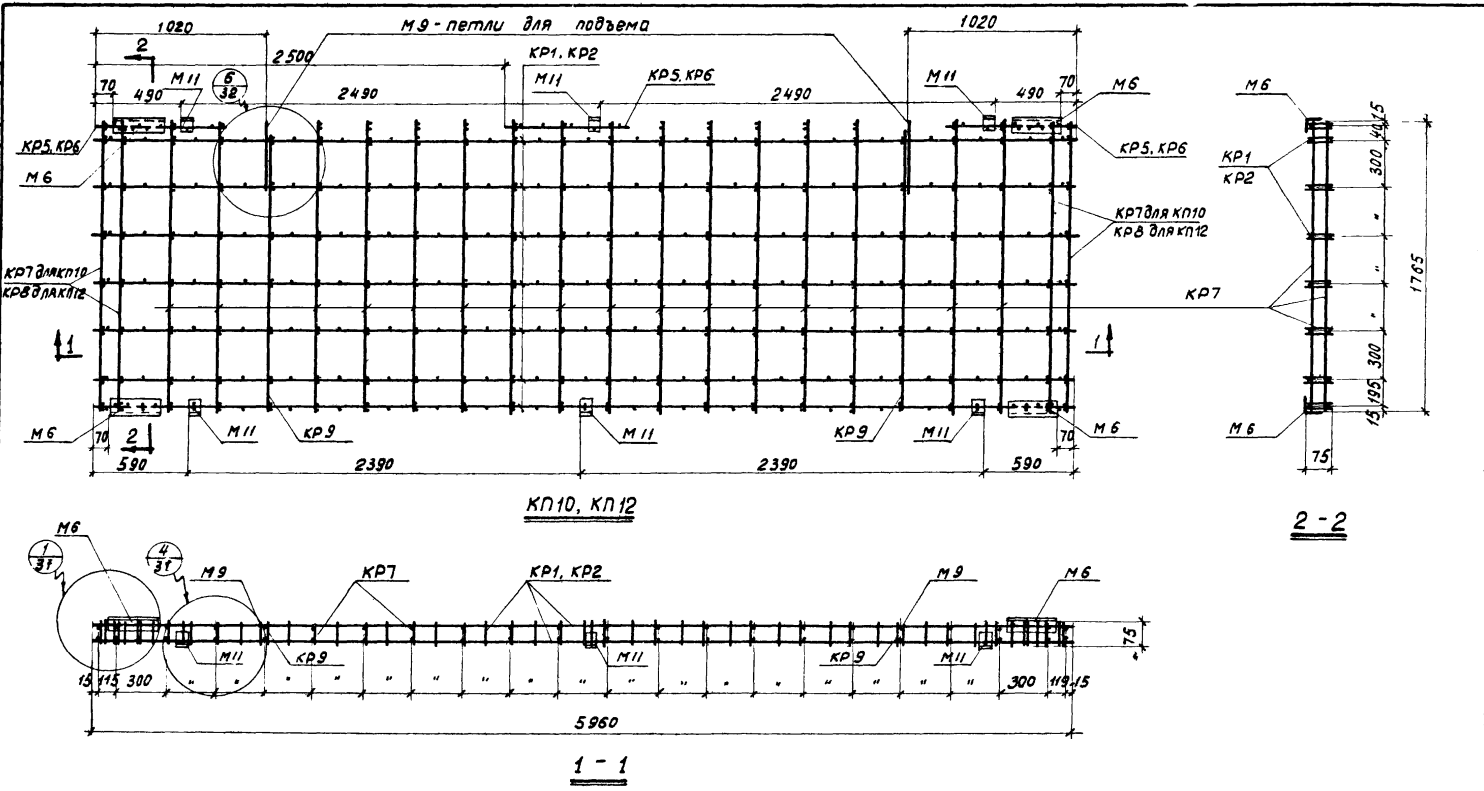 1020
М9 - петли для подъема
1020
2
2500
КР1, КР2
70
М11
6
32
М11
КР5, КР6
М11
70
М6
М6
490
2490
2490
490
15
40
КР5, КР6
КР5, КР6
М6
300
КР1
КР2
"
КР7 для КП10
КР8 для КП12
КР7 для КП10
КР8 для КП12
"
1765
КР7
"
1
1
300
195
15
М6
М11
КР9
М11
КР9
М11
М6
М6
70
2
70
590
2390
2390
590
75
КП10, КП12
2 - 2
М6
1
31
4
31
М9
КР7
КР1, КР2
М9
М6
75
М11
КР9
М11
КР9
М11
15 115 300 " " " " " " " " " " " " " " " " " 300 119 15
5960
1 - 1